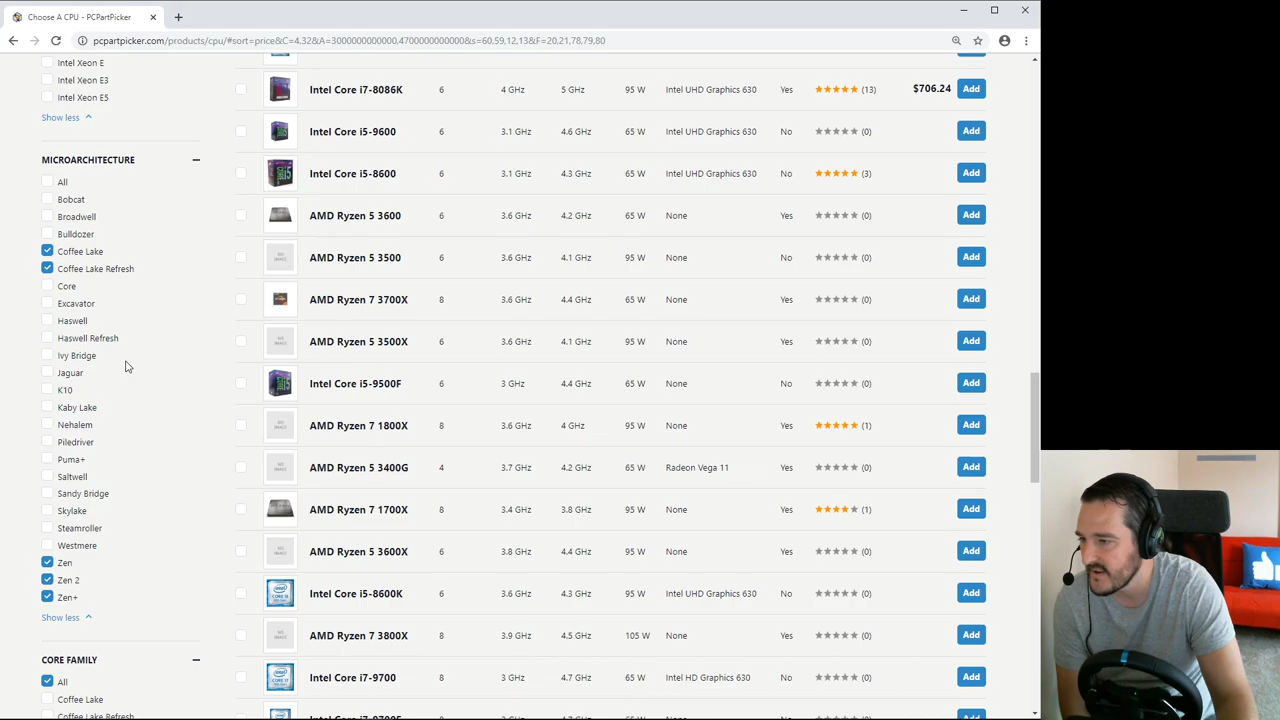 Choose A CPU - PCPartPicker
pcpartpicker.com/products/cpu/#sort=price&C=4,32&A=3000000000000,4700000000000&s=60,59,12,13&F=20,21,78,79,80
Intel Xeon E
Intel Xeon E3
Intel Xeon E5
Show less
MICROARCHITECTURE
All
Bobcat
Broadwell
Bulldozer
Coffee Lake
Coffee Lake Refresh
Core
Excavator
Haswell
Haswell Refresh
Ivy Bridge
Jaguar
K10
Kaby Lake
Nehalem
Piledriver
Puma+
Saltwell
Sandy Bridge
Skylake
Steamroller
Westmere
Zen
Zen 2
Zen+
Show less
CORE FAMILY
All
Coffee Lake
Coffee Lake Refresh
Intel Core i7-8086K 6 4 GHz 5 GHz 95 W Intel UHD Graphics 630 Yes (13) $706.24 Add
Intel Core i5-9600 6 3.1 GHz 4.6 GHz 65 W Intel UHD Graphics 630 No (0) Add
Intel Core i5-8600 6 3.1 GHz 4.3 GHz 65 W Intel UHD Graphics 630 No (3) Add
AMD Ryzen 5 3600 6 3.6 GHz 4.2 GHz 65 W None Yes (0) Add
AMD Ryzen 5 3500 6 3.6 GHz 4.1 GHz 65 W None Yes (0) Add
AMD Ryzen 7 3700X 8 3.6 GHz 4.4 GHz 65 W None Yes (0) Add
AMD Ryzen 5 3500X 6 3.6 GHz 4.1 GHz 65 W None Yes (0) Add
Intel Core i5-9500F 6 3 GHz 4.4 GHz 65 W None No (0) Add
AMD Ryzen 7 1800X 8 3.6 GHz 4 GHz 95 W None Yes (1) Add
AMD Ryzen 5 3400G 4 3.7 GHz 4.2 GHz 65 W Radeon Vega 11 Yes (0) Add
AMD Ryzen 7 1700X 8 3.4 GHz 3.8 GHz 95 W None Yes (1) Add
AMD Ryzen 5 3600X 6 3.8 GHz 4.4 GHz 95 W None Yes (0) Add
Intel Core i5-8600K 6 3.6 GHz 4.3 GHz 95 W Intel UHD Graphics 630 No (0) Add
AMD Ryzen 7 3800X 8 3.9 GHz 4.5 GHz 105 W None Yes (0) Add
Intel Core i7-9700 8 3 GHz 4.7 GHz 65 W Intel HD Graphics 630 No (0) Add